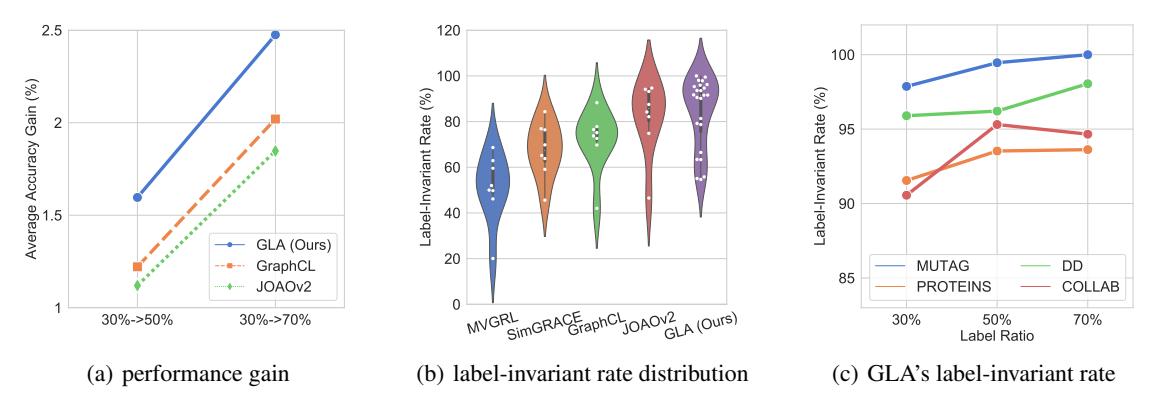 2.5
2
1.5
1
Average Accuracy Gain (%)
GLA (Ours)
GraphCL
JOAOv2
30%->50%
30%->70%
(a) performance gain
120
100
80
60
40
20
0
Label-Invariant Rate (%)
MVGRL
SimGRACE
GraphCL
JOAOv2
GLA (Ours)
(b) label-invariant rate distribution
100
95
90
85
Label-Invariant Rate (%)
MUTAG
PROTEINS
DD
COLLAB
30%
50%
70%
Label Ratio
(c) GLA's label-invariant rate